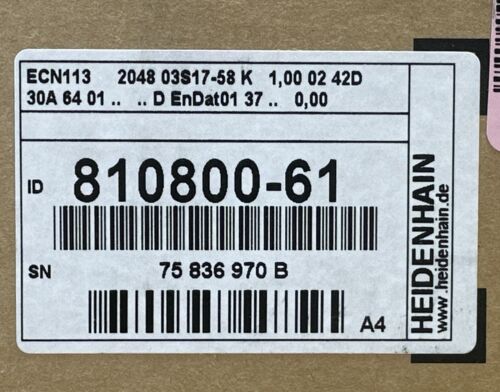 ECN113 2048 03S17-58 K 1,00 02 42D
30A 64 01 .. .. D EnDat01 37 .. 0,00
ID 810800-61
SN 75 836 970 B
A4
HEIDENHAIN
www.heidenhain.de